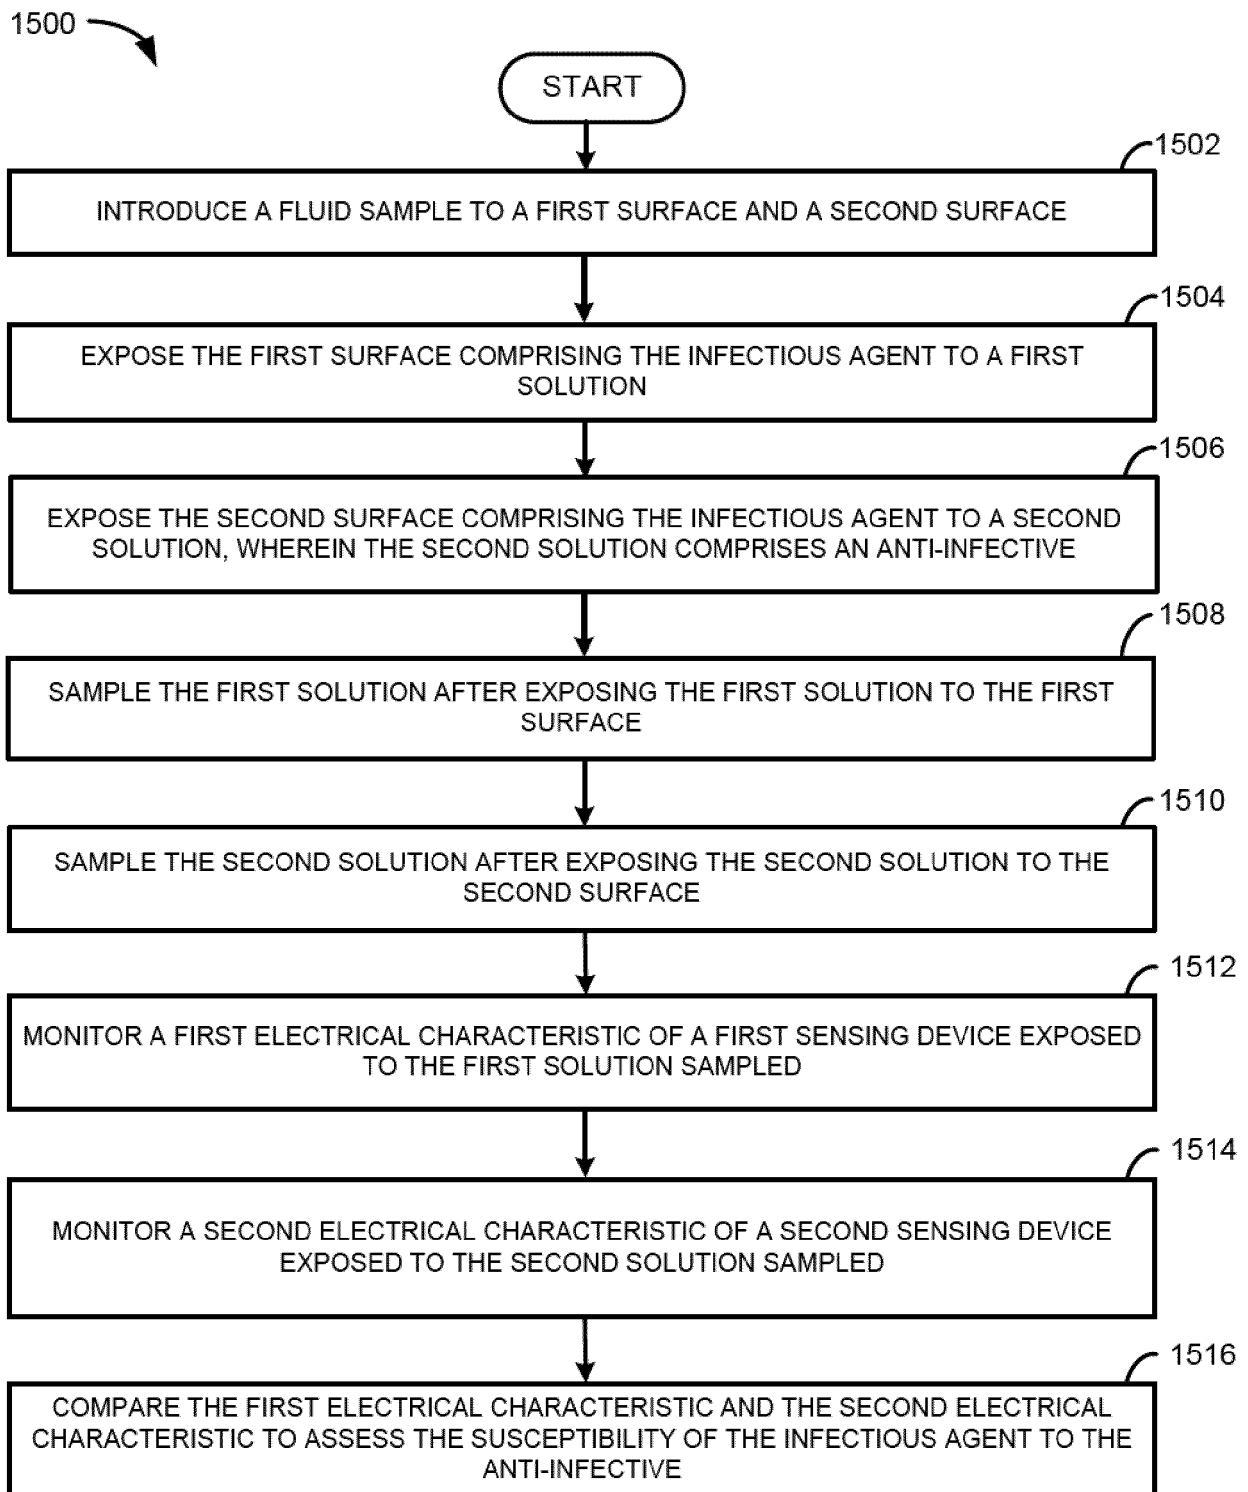 1500
START
1502
INTRODUCE A FLUID SAMPLE TO A FIRST SURFACE AND A SECOND SURFACE
1504
EXPOSE THE FIRST SURFACE COMPRISING THE INFECTIOUS AGENT TO A FIRST
SOLUTION
1506
EXPOSE THE SECOND SURFACE COMPRISING THE INFECTIOUS AGENT TO A SECOND
SOLUTION, WHEREIN THE SECOND SOLUTION COMPRISES AN ANTI-INFECTIVE
1508
SAMPLE THE FIRST SOLUTION AFTER EXPOSING THE FIRST SOLUTION TO THE FIRST
SURFACE
1510
SAMPLE THE SECOND SOLUTION AFTER EXPOSING THE SECOND SOLUTION TO THE
SECOND SURFACE
1512
MONITOR A FIRST ELECTRICAL CHARACTERISTIC OF A FIRST SENSING DEVICE EXPOSED
TO THE FIRST SOLUTION SAMPLED
1514
MONITOR A SECOND ELECTRICAL CHARACTERISTIC OF A SECOND SENSING DEVICE
EXPOSED TO THE SECOND SOLUTION SAMPLED
1516
COMPARE THE FIRST ELECTRICAL CHARACTERISTIC AND THE SECOND ELECTRICAL
CHARACTERISTIC TO ASSESS THE SUSCEPTIBILITY OF THE INFECTIOUS AGENT TO THE
ANTI-INFECTIVE